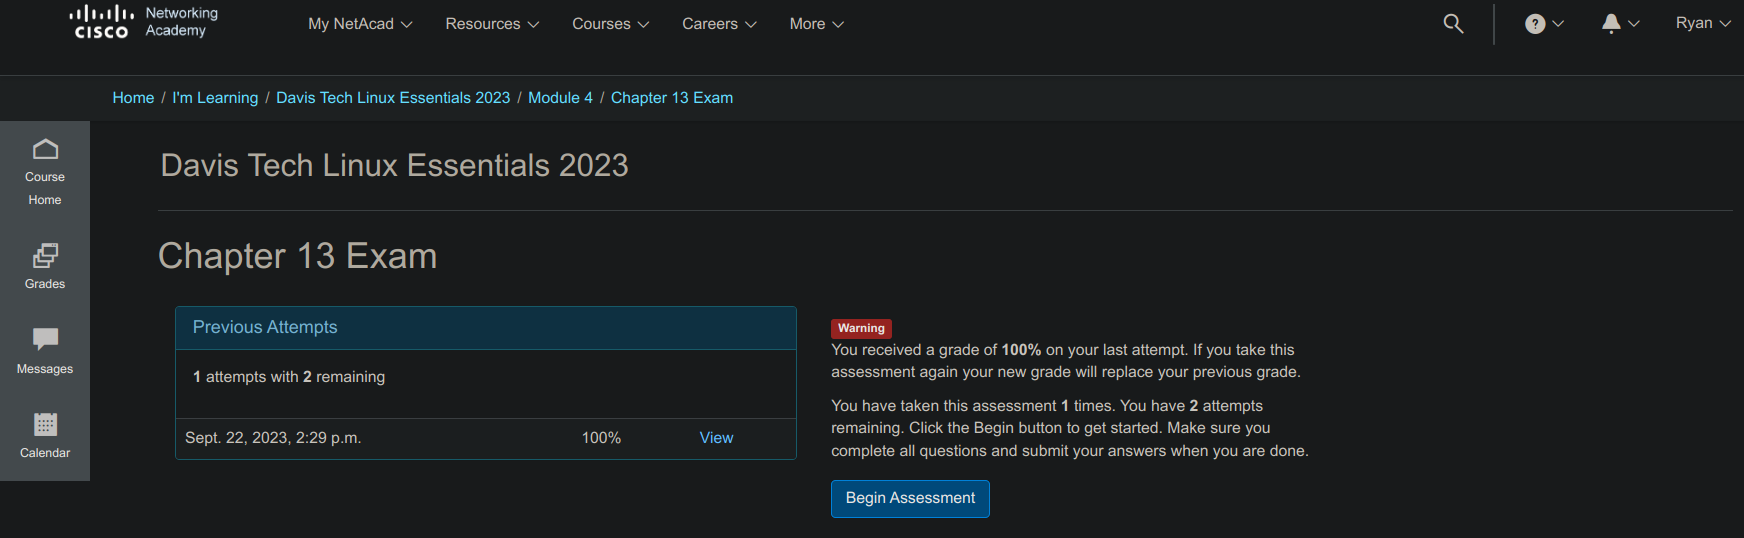 Networking
Academy
CISCO
My NetAcad Resources Courses Careers More ? Ryan
Home / I'm Learning / Davis Tech Linux Essentials 2023 / Module 4 / Chapter 13 Exam
Course
Home
Grades
Messages
Calendar
Davis Tech Linux Essentials 2023
Chapter 13 Exam
Previous Attempts
1 attempts with 2 remaining
Sept. 22, 2023, 2:29 p.m. 100% View
Warning
You received a grade of 100% on your last attempt. If you take this
assessment again your new grade will replace your previous grade.
You have taken this assessment 1 times. You have 2 attempts
remaining. Click the Begin button to get started. Make sure you
complete all questions and submit your answers when you are done.
Begin Assessment